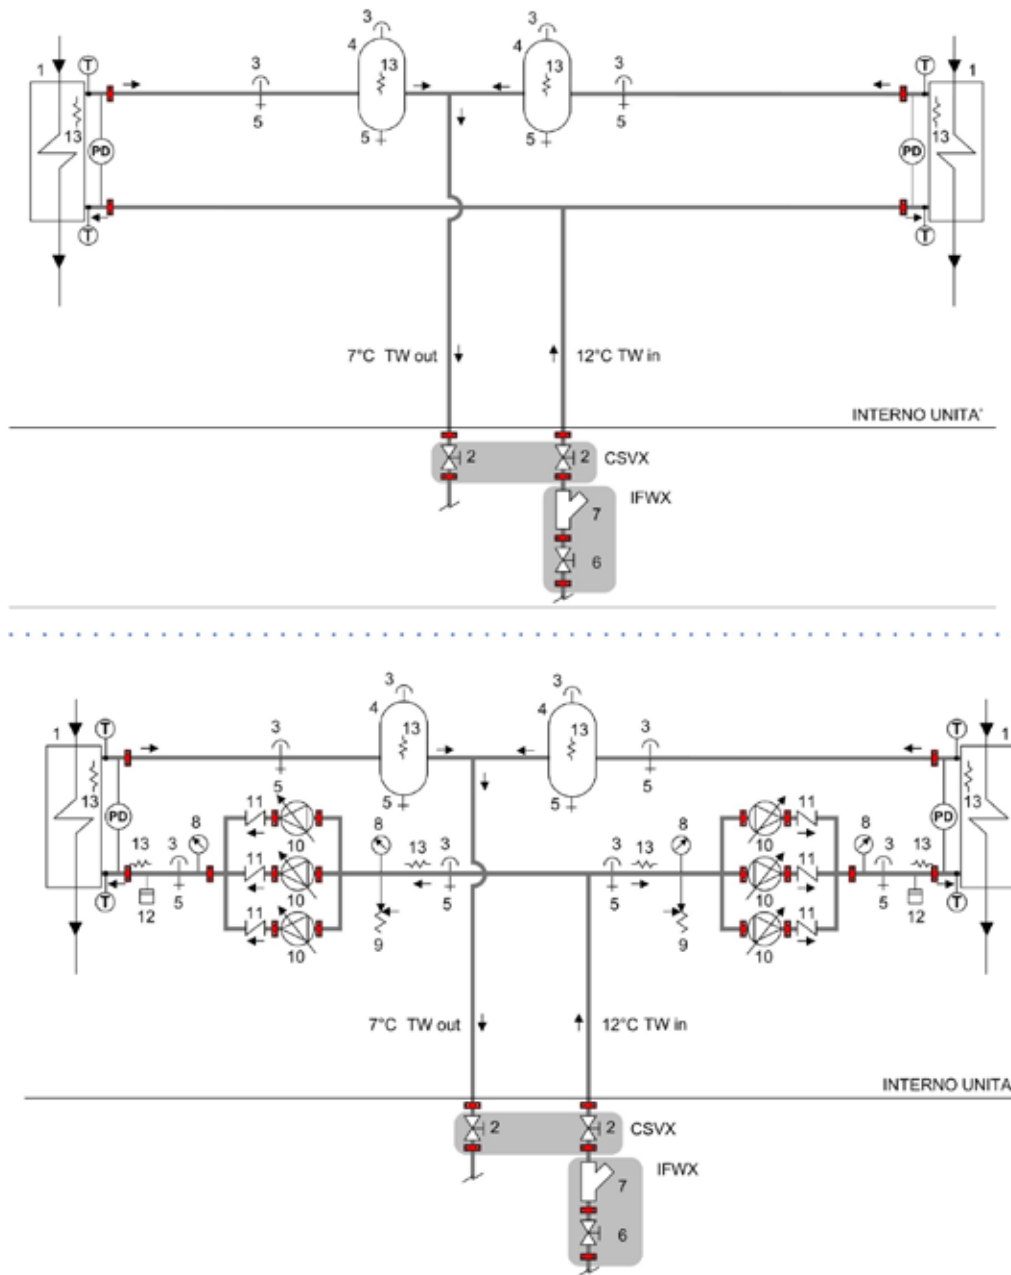 3 3
4 4
1 T 3 13 13 3 T 1
5 5
13 PD 5 5 PD 13
T T
7°C TW out 12°C TW in
INTERNO UNITA'
2 2 CSVX
IFWX
7
6
3 3
4 4
1 T 3 13 13 3 T 1
5 5
13 11 5 5 11 13
PD 8 10 8 8 10 8 PD
13 3 11 13 3 3 13 11 3 13
T 12 5 10 5 5 10 5 12 T
11 9 9 11
10 10
7°C TW out 12°C TW in
INTERNO UNITA
2 2 CSVX
IFWX
7
6